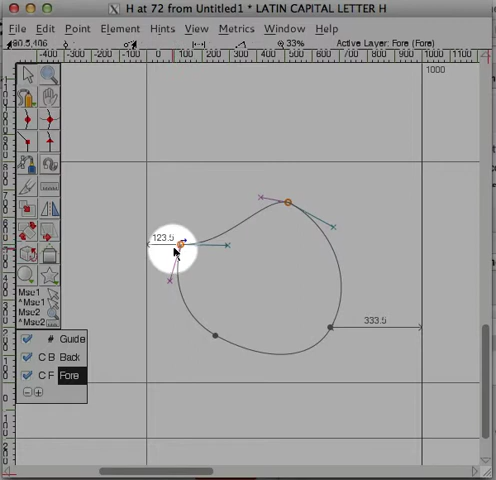 H at 72 from Untitled1 * LATIN CAPITAL LETTER H
File Edit Point Element Hints View Metrics Window Help
33% Active Layer: Fore (Fore)
-400 -300 -200 -100 0 100 200 300 400 500 600 700 800 900 1000 1100
1000
123.5
333.5
Mse1
^Mse1
Mse2
^Mse2
# Guide
C B Back
C F Fore